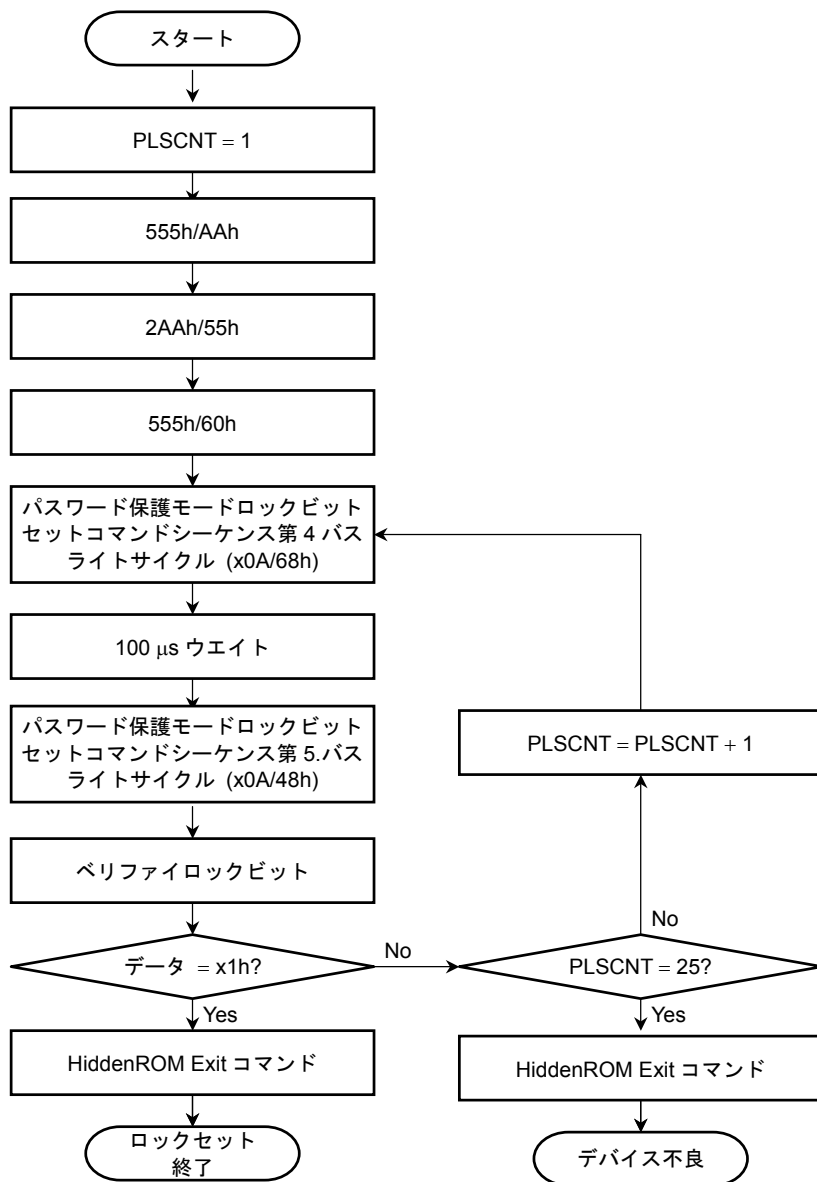 スタート
PLSCNT = 1
555h/AAh
2AAh/55h
555h/60h
パスワード保護モードロックビット
セットコマンドシーケンス第 4 バス
ライトサイクル (x0A/68h)
100 μs ウエイト
パスワード保護モードロックビット
セットコマンドシーケンス第 5.バス
ライトサイクル (x0A/48h)
ベリファイロックビット
データ = x1h?
No
Yes
HiddenROM Exit コマンド
ロックセット
終了
PLSCNT = PLSCNT + 1
No
PLSCNT = 25?
Yes
HiddenROM Exit コマンド
デバイス不良